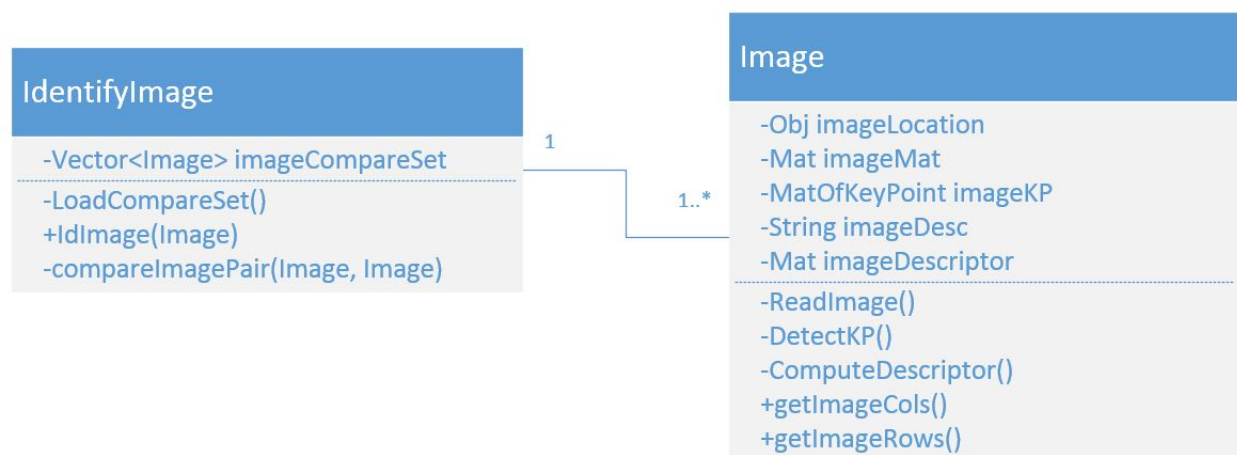 IdentifyImage
-Vector<Image> imageCompareSet
-LoadCompareSet()
+IdImage(Image)
-compareImagePair(Image, Image)
1
1..*
Image
-Obj imageLocation
-Mat imageMat
-MatOfKeyPoint imageKP
-String imageDesc
-Mat imageDescriptor
-ReadImage()
-DetectKP()
-ComputeDescriptor()
+getImageCols()
+getImageRows()